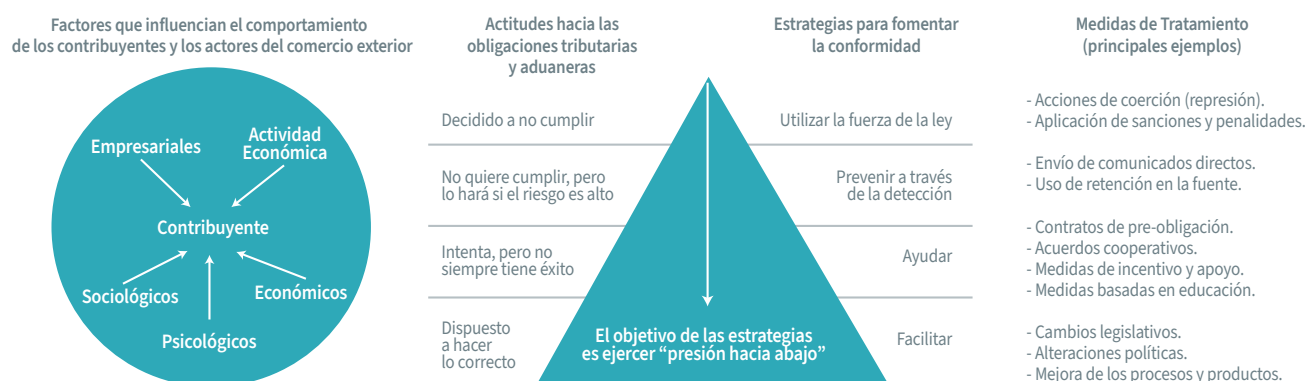 Factores que influencian el comportamiento
de los contribuyentes y los actores del comercio exterior
Empresariales
Actividad
Económica
Contribuyente
Sociológicos
Económicos
Psicológicos
Actitudes hacia las
obligaciones tributarias
y aduaneras
Decidido a no cumplir
No quiere cumplir, pero
lo hará si el riesgo es alto
Intenta, pero no
siempre tiene éxito
Dispuesto
a hacer
lo correcto
El objetivo de las estrategias
es ejercer “presión hacia abajo”
Estrategias para fomentar
la conformidad
Utilizar la fuerza de la ley
Prevenir a través
de la detección
Ayudar
Facilitar
Medidas de Tratamiento
(principales ejemplos)
- Acciones de coerción (represión).
- Aplicación de sanciones y penalidades.
- Envío de comunicados directos.
- Uso de retención en la fuente.
- Contratos de pre-obligación.
- Acuerdos cooperativos.
- Medidas de incentivo y apoyo.
- Medidas basadas en educación.
- Cambios legislativos.
- Alteraciones políticas.
- Mejora de los procesos y productos.